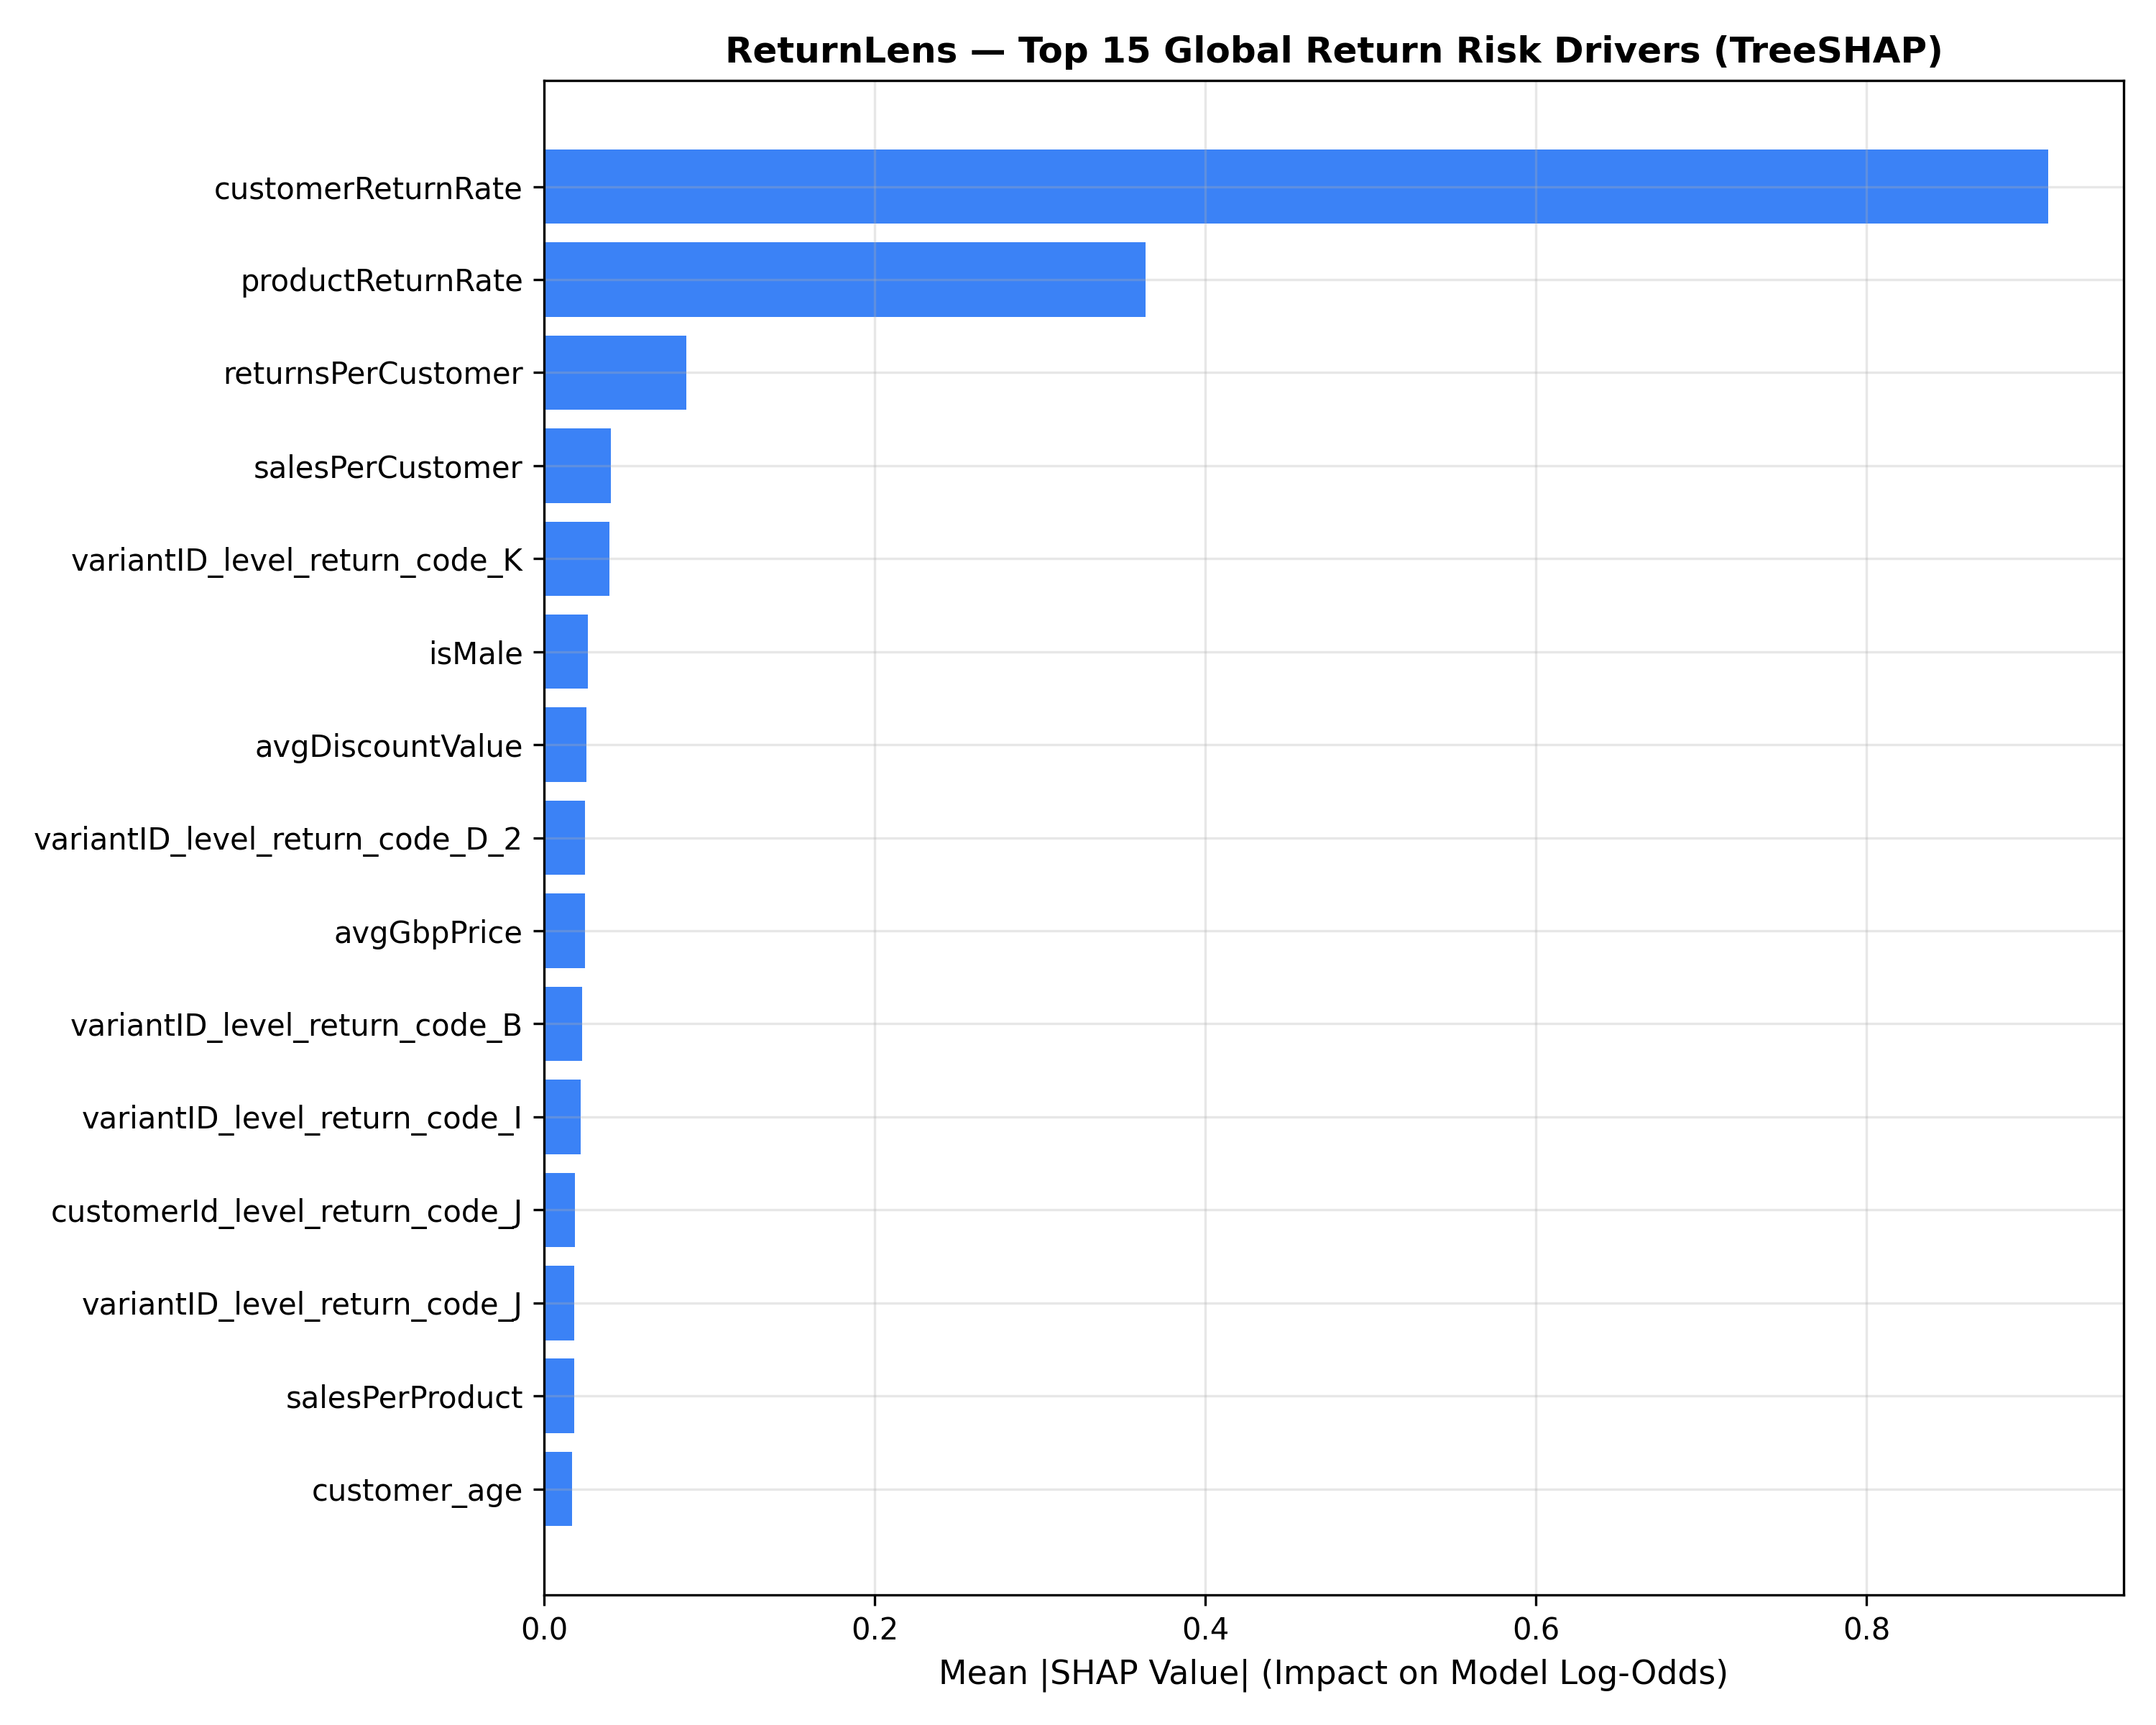 ReturnLens — Top 15 Global Return Risk Drivers (TreeSHAP)
customerReturnRate
productReturnRate
returnsPerCustomer
salesPerCustomer
variantID_level_return_code_K
isMale
avgDiscountValue
variantID_level_return_code_D_2
avgGbpPrice
variantID_level_return_code_B
variantID_level_return_code_I
customerId_level_return_code_J
variantID_level_return_code_J
salesPerProduct
customer_age
0.0 0.2 0.4 0.6 0.8
Mean |SHAP Value| (Impact on Model Log-Odds)